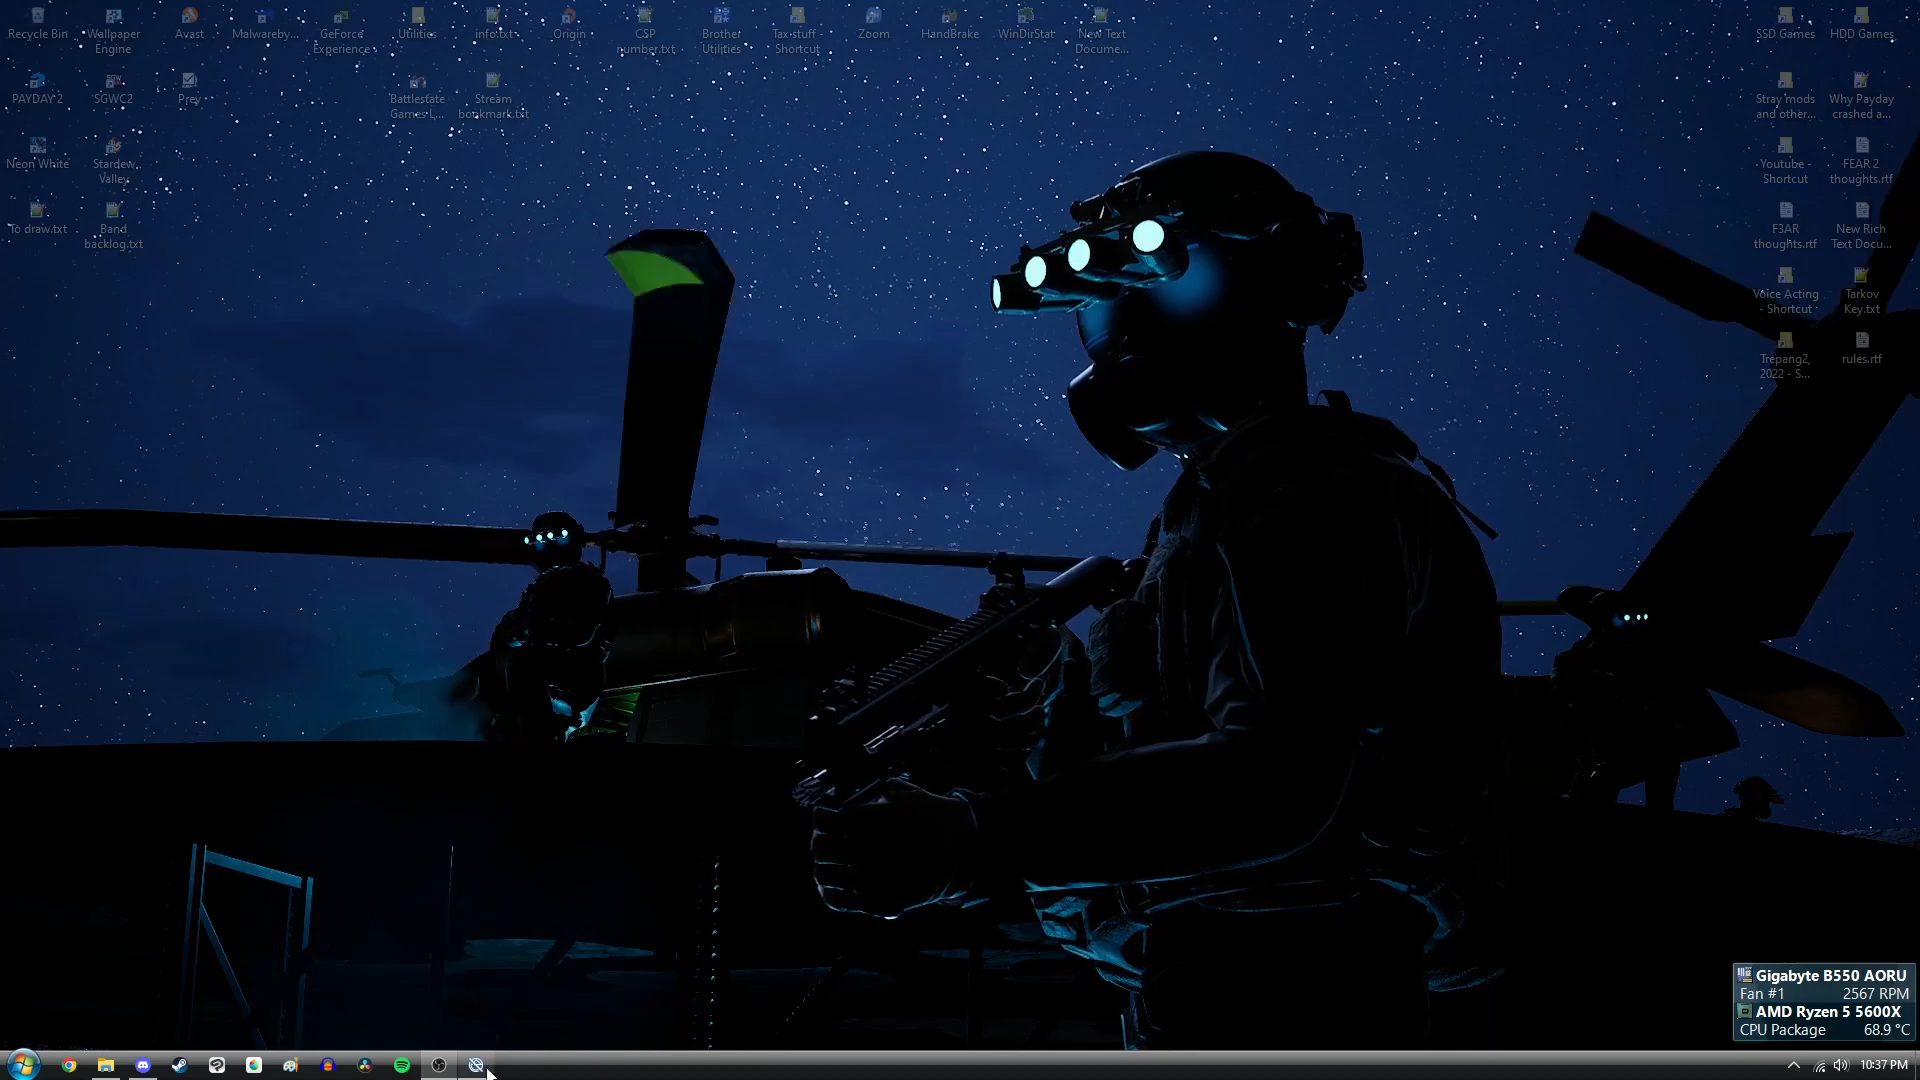 Recycle Bin
Wallpaper
Engine
Avast
Malwareby...
GeForce
Experience
Utilities
info.txt
Origin
CSP
number.txt
Brother
Utilities
Tax stuff -
Shortcut
Zoom
HandBrake
WinDirStat
New Text
Docume...
SSD Games
HDD Games
PAYDAY 2
SGWC2
Prey
Battlestate
Games L...
Stream
bookmark.txt
Stray mods
and other...
Why Payday
crashed a...
Neon White
Stardew
Valley
Youtube -
Shortcut
FEAR 2
thoughts.rtf
To draw.txt
Band
backlog.txt
F3AR
thoughts.rtf
New Rich
Text Docu...
Voice Acting
- Shortcut
Tarkov
Key.txt
Trepang2,
2022 - S...
rules.rtf
Gigabyte B550 AORU
Fan #1 2567 RPM
AMD Ryzen 5 5600X
CPU Package 68.9 °C
10:37 PM